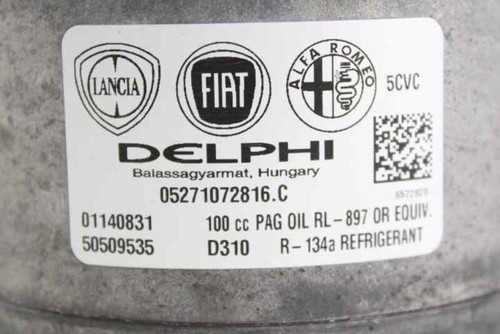 LANCIA FIAT ALFA ROMEO 5CVC
DELPHI
Balassagyarmat, Hungary
05271072816.C
01140831 100 cc PAG OIL RL-897 OR EQUIV.
50509535 D310 R-134a REFRIGERANT